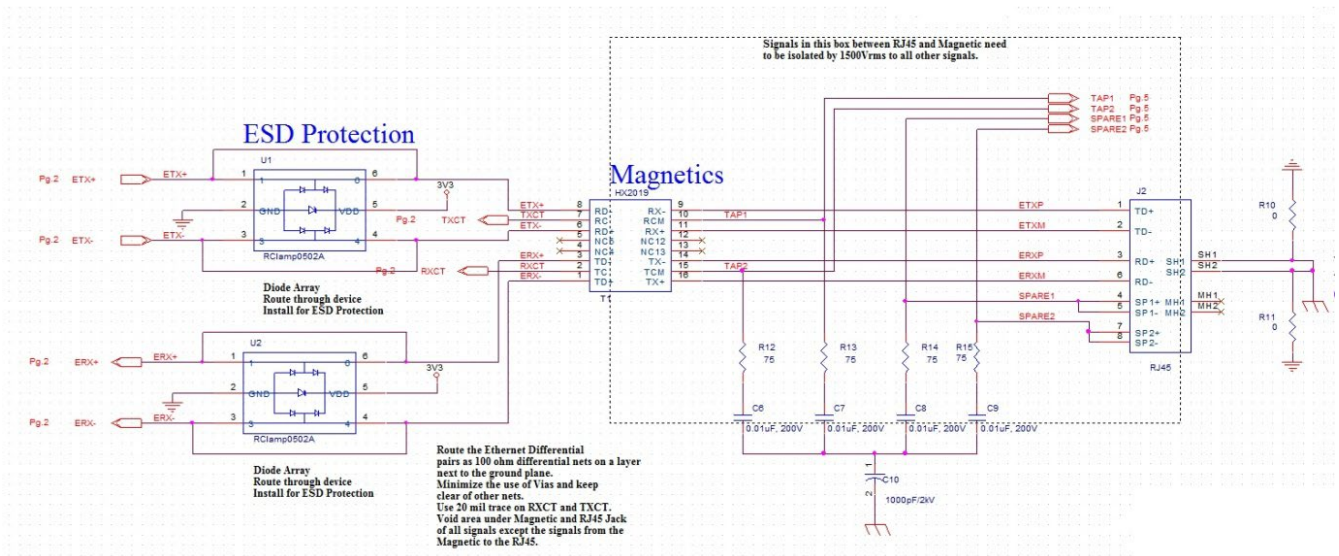 Signals in this box between RJ45 and Magnetic need
to be isolated by 1500Vrms to all other signals.
TAP1 Pg.5
TAP2 Pg.5
SPARE1 Pg.5
SPARE2 Pg.5
ESD Protection
U1
Pg.2 ETX+ ETX+ 1 1 6 6
2 GND VDD 5 3V3
Pg.2 ETX- ETX- 3 3 4 4
RClamp0502A
Diode Array
Route through device
Install for ESD Protection
Pg.2 TXCT
Pg.2 RXCT
Magnetics
HX2019
ETX+ 8 RD- RX- 9
TXCT 7 RC RCM 10 TAP1
ETX- 6 RD+ RX+ 11
5 NC5 NC12 12
4 NC4 NC13 13
ERX+ 3 TD- TX- 14
RXCT 2 TC TCM 15 TAP2
ERX- 1 TD+ TX+ 16
T1
J2
ETXP 1 TD+
ETXM 2 TD-
ERXP 3 RD+ SH1 SH1
SH2 SH2
ERXM 6 RD-
SPARE1 4 SP1+ MH1 MH1
5 SP1- MH2 MH2
SPARE2 7 SP2+
8 SP2-
RJ45
R10
0
R11
0
U2
Pg.2 ERX+ ERX+ 1 1 6 6
2 GND VDD 5 3V3
Pg.2 ERX- ERX- 3 3 4 4
RClamp0502A
Diode Array
Route through device
Install for ESD Protection
R12
75
R13
75
R14
75
R15
75
C6
0.01uF, 200V
C7
0.01uF, 200V
C8
0.01uF, 200V
C9
0.01uF, 200V
1
C10
2
1000pF/2kV
Route the Ethernet Differential
pairs as 100 ohm differential nets on a layer
next to the ground plane.
Minimize the use of Vias and keep
clear of other nets.
Use 20 mil trace on RXCT and TXCT.
Void area under Magnetic and RJ45 Jack
of all signals except the signals from the
Magnetic to the RJ45.